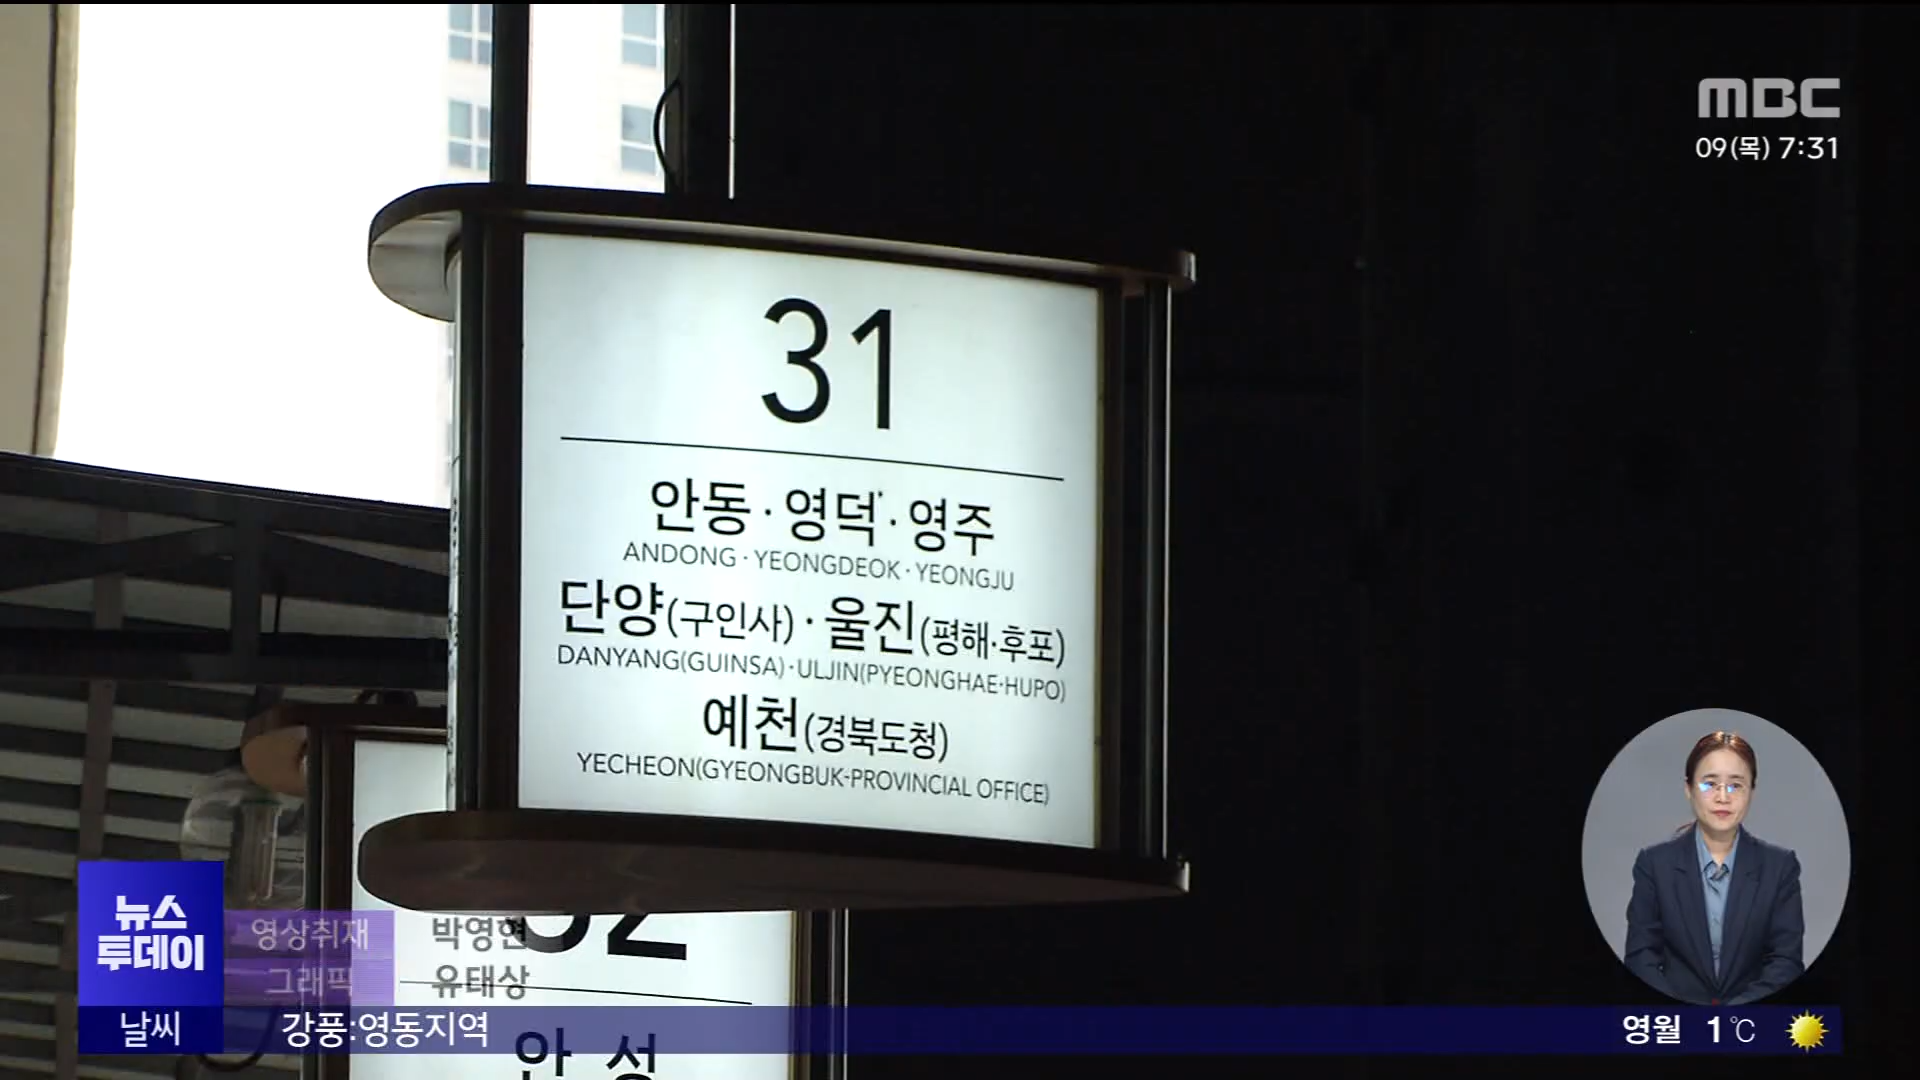 MBC
09(목) 7:31
31
안동·영덕·영주
ANDONG·YEONGDEOK·YEONGJU
단양(구인사)·울진(평해·후포)
DANYANG(GUINSA)·ULJIN(PYEONGHAE·HUPO)
예천(경북도청)
YECHEON(GYEONGBUK-PROVINCIAL OFFICE)
32
뉴스
투데이
영상취재 박영현
그래픽 유태상
안 성
날씨 강풍:영동지역 영월 1℃